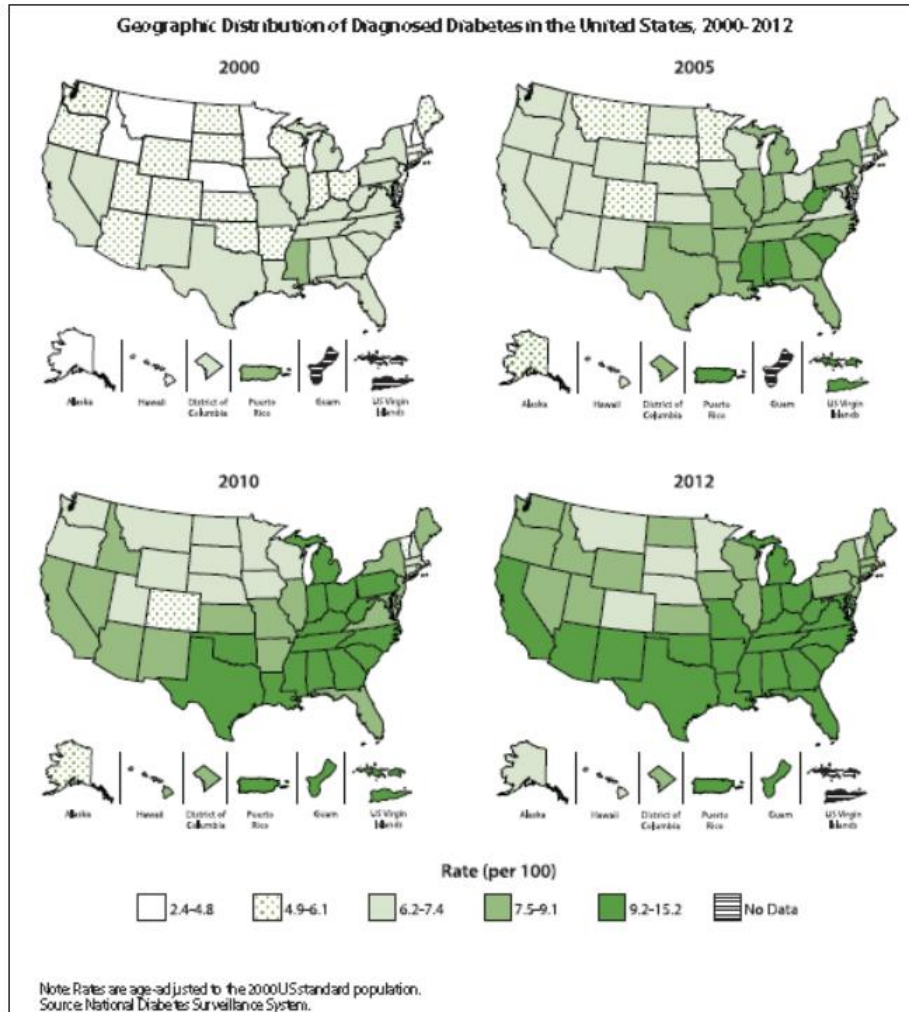 Geographic Distribution of Diagnosed Diabetes in the United States, 2000-2012
2000
2005
Alaska
Hawaii
District of
Columbia
Puerto
Rico
Guam
US Virgin
Islands
Alaska
Hawaii
District of
Columbia
Puerto
Rico
Guam
US Virgin
Islands
2010
2012
Alaska
Hawaii
District of
Columbia
Puerto
Rico
Guam
US Virgin
Islands
Alaska
Hawaii
District of
Columbia
Puerto
Rico
Guam
US Virgin
Islands
Rate (per 100)
2.4-4.8
4.9-6.1
6.2-7.4
7.5-9.1
9.2-15.2
No Data
Note: Rates are age-adjusted to the 2000 US standard population.
Source: National Diabetes Surveillance System.